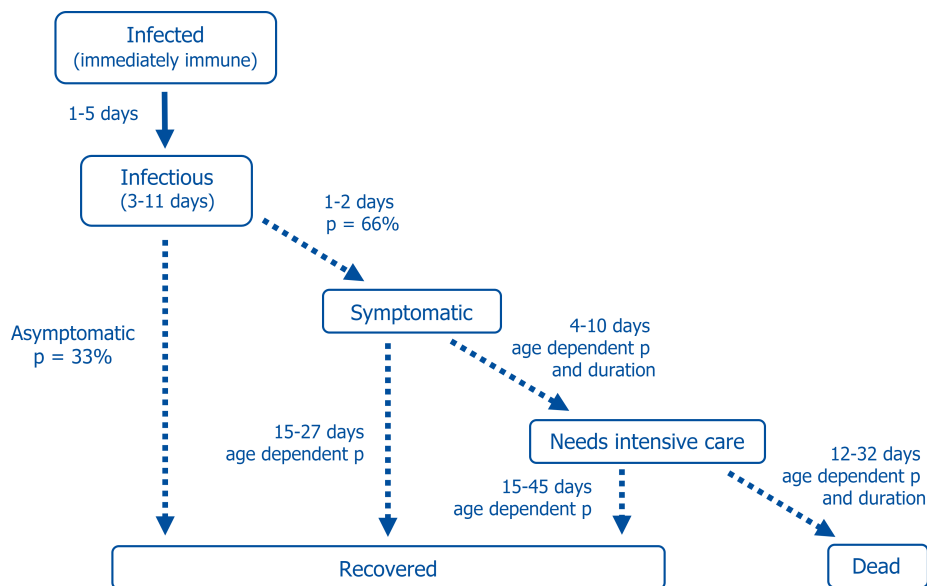 Infected
(immediately immune)
1-5 days
Infectious
(3-11 days)
1-2 days
p = 66%
Symptomatic
Asymptomatic
p = 33%
4-10 days
age dependent p
and duration
15-27 days
age dependent p
Needs intensive care
15-45 days
age dependent p
12-32 days
age dependent p
and duration
Recovered
Dead